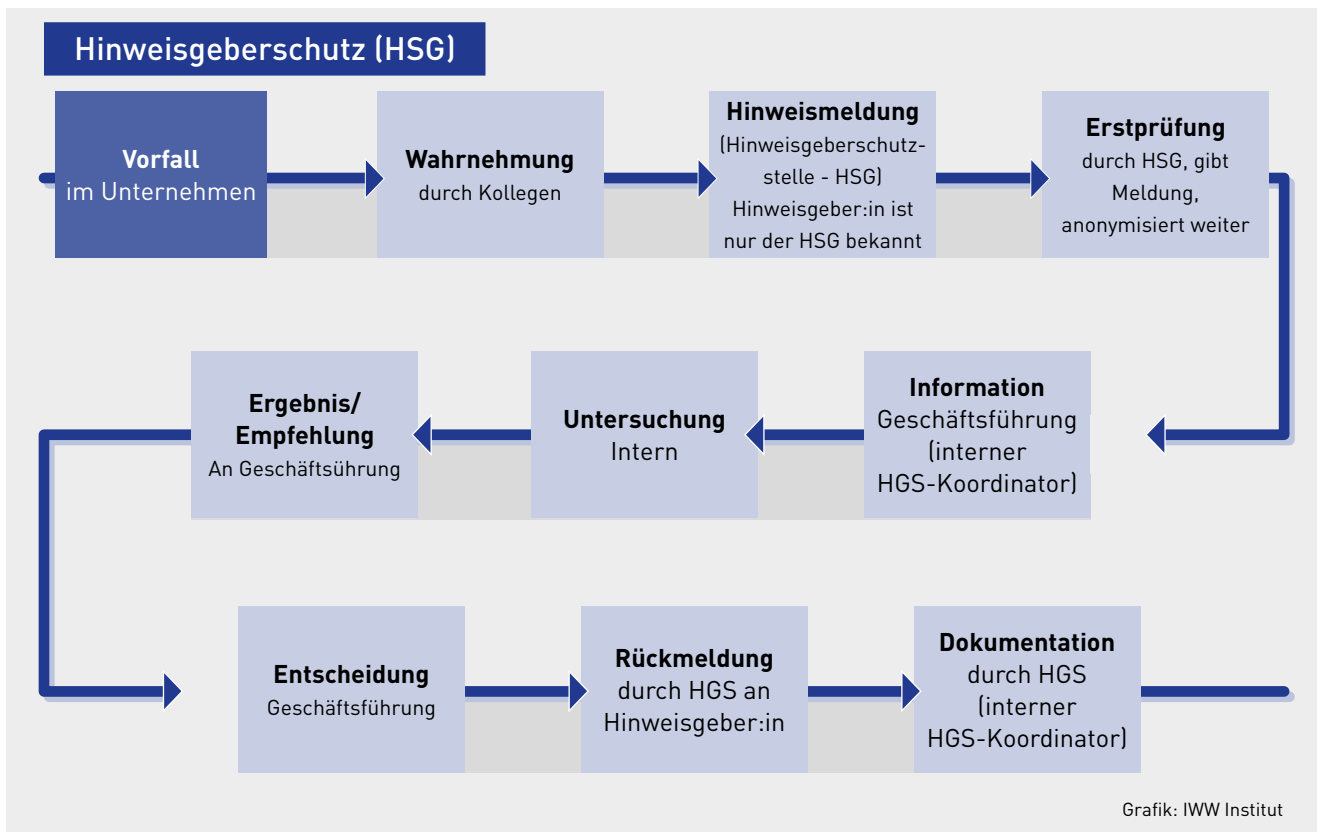 Hinweisgeberschutz (HSG)
Vorfall
im Unternehmen
Wahrnehmung
durch Kollegen
Hinweismeldung
(Hinweisgeberschutz-
stelle - HSG)
Hinweisgeber:in ist
nur der HSG bekannt
Erstprüfung
durch HSG, gibt
Meldung,
anonymisiert weiter
Information
Geschäftsführung
(interner
HGS-Koordinator)
Untersuchung
Intern
Ergebnis/
Empfehlung
An Geschäftsührung
Entscheidung
Geschäftsführung
Rückmeldung
durch HGS an
Hinweisgeber:in
Dokumentation
durch HGS
(interner
HGS-Koordinator)
Grafik: IWW Institut